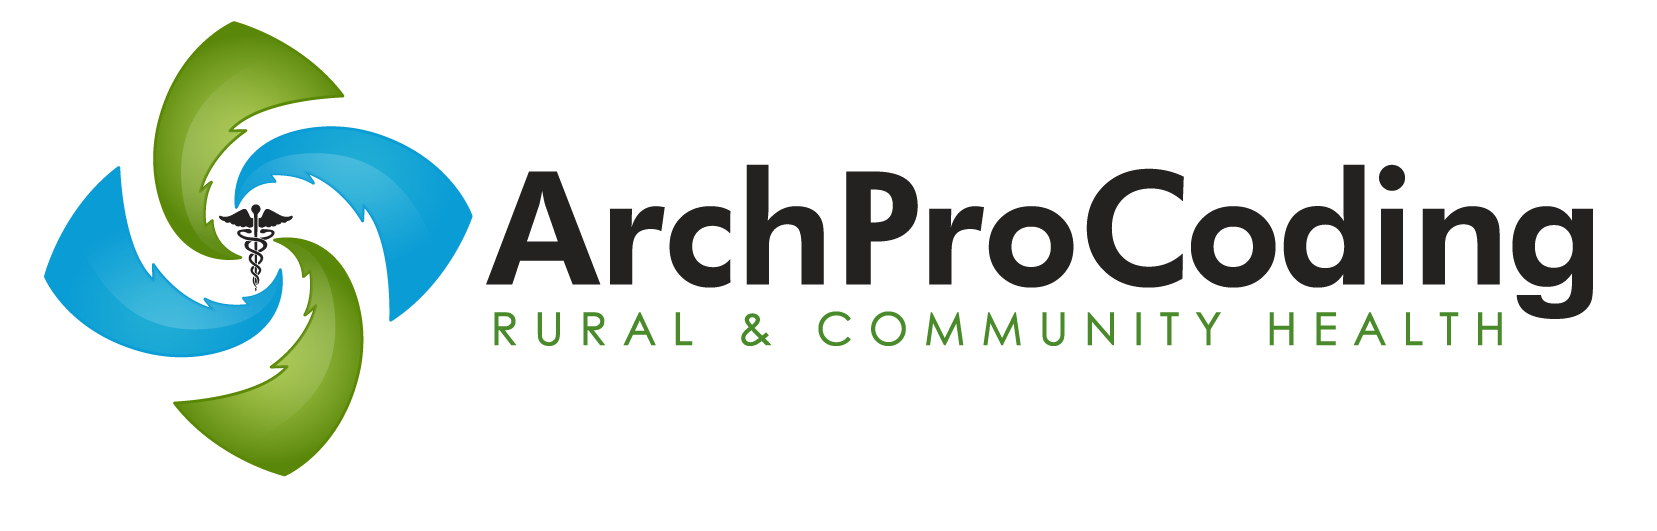 ArchProCoding
RURAL & COMMUNITY HEALTH